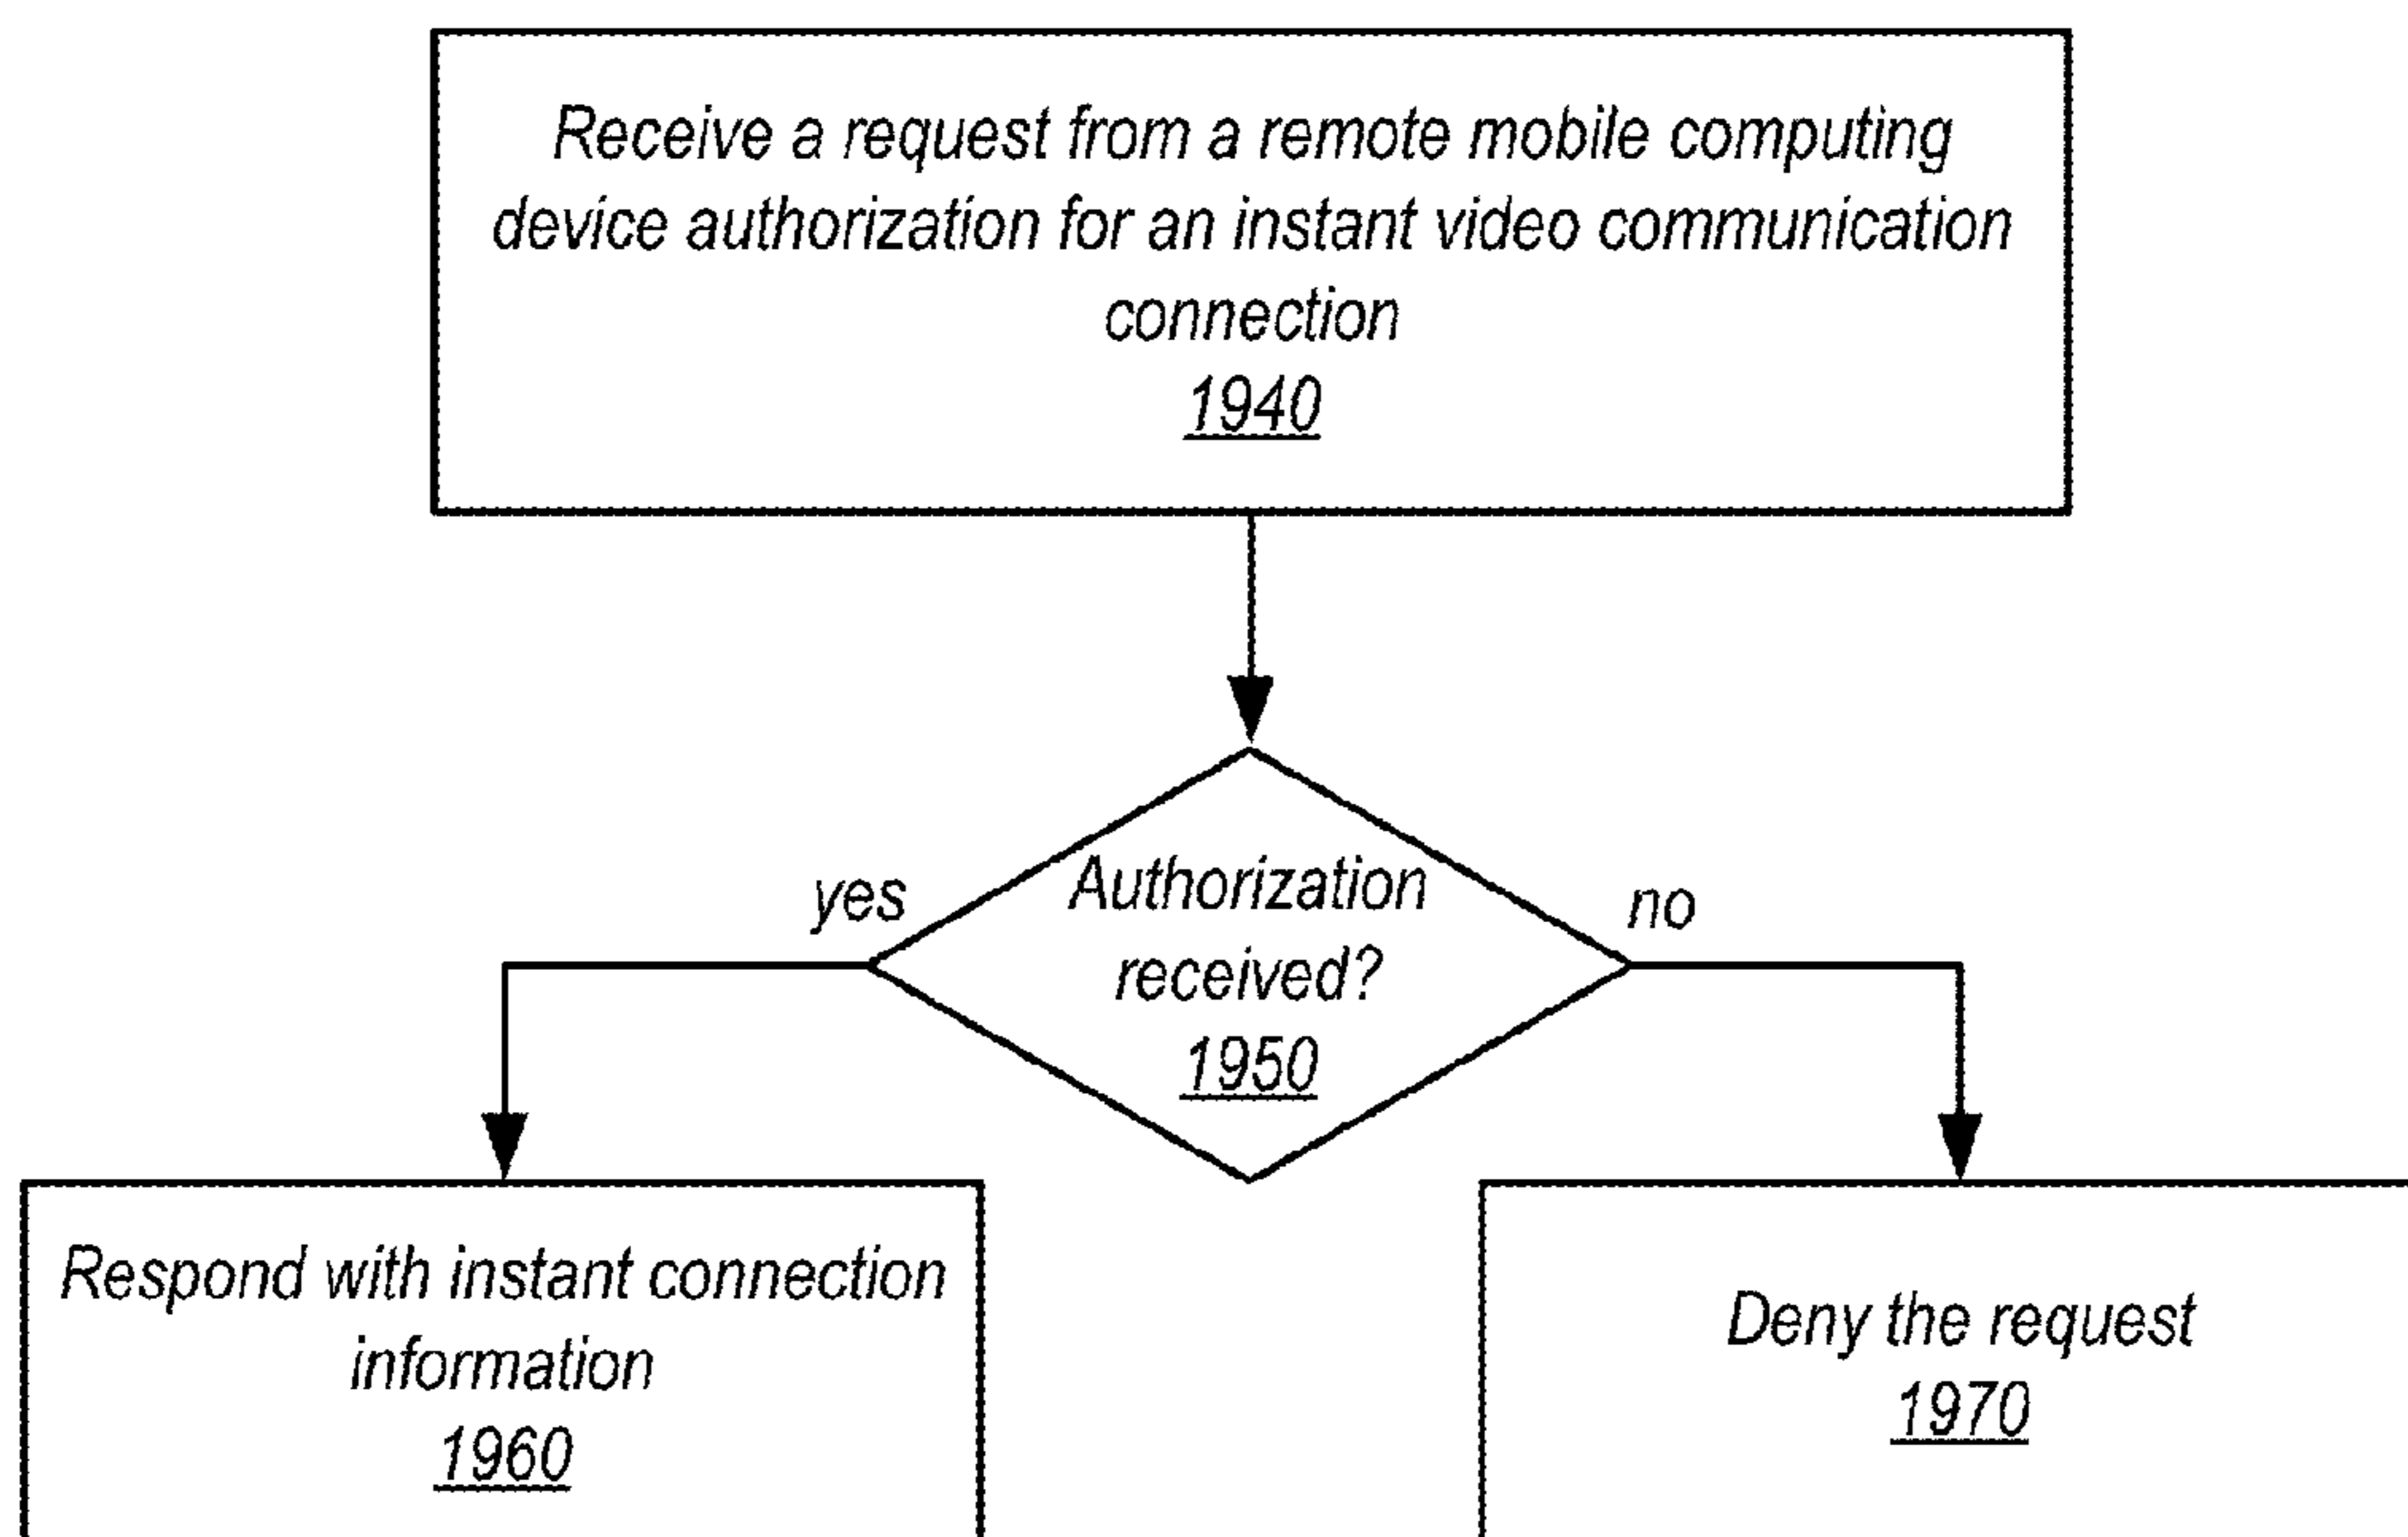 Receive a request from a remote mobile computing
device authorization for an instant video communication
connection
1940
yes
Authorization
received?
1950
no
Respond with instant connection
information
1960
Deny the request
1970